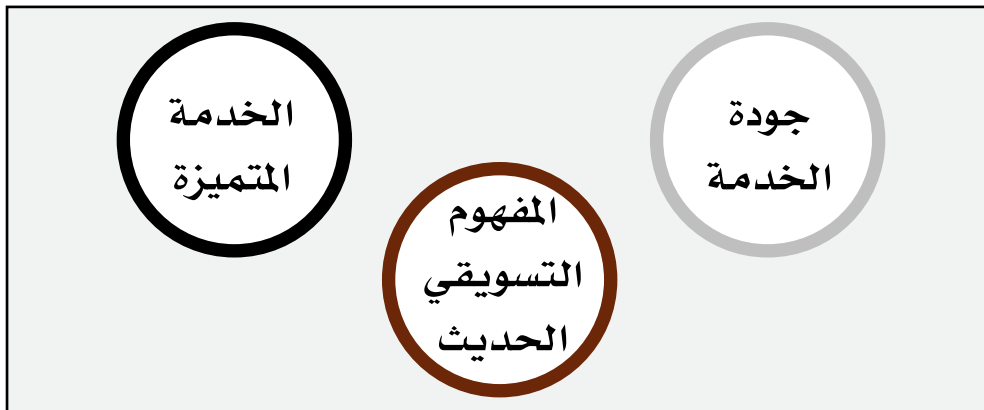 جودة
الخدمة
المفهوم
التسويقي
الحديث
الخدمة
المتميزة